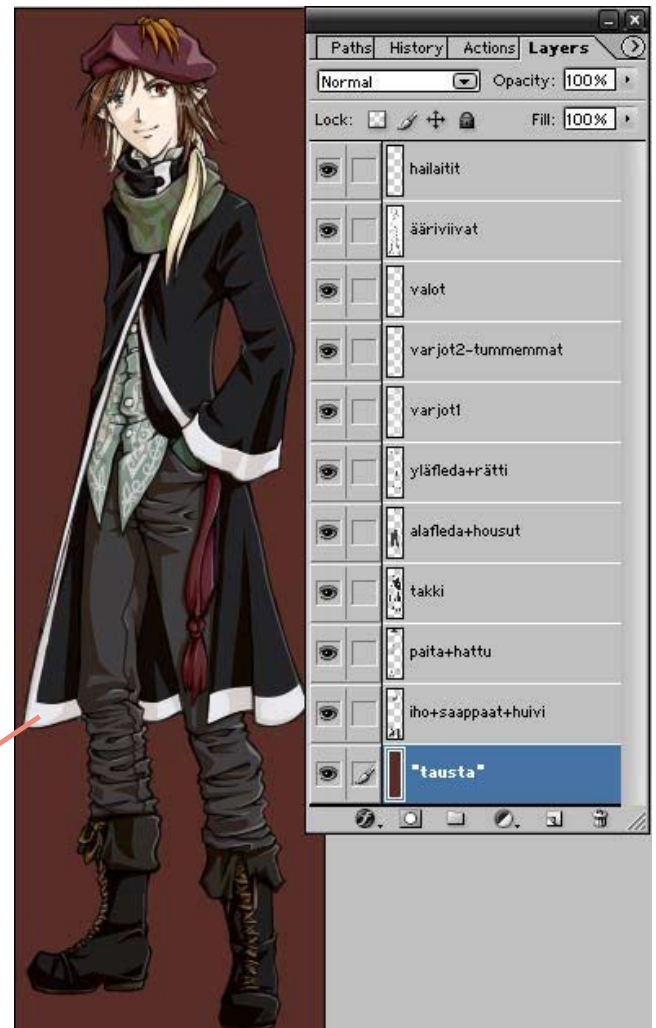 Paths History Actions Layers
Normal Opacity: 100%
Lock: Fill: 100%
hailaitit
ääriviivat
valot
varjot2-tummemmat
varjot1
yläfleda+rätti
alafleda+housut
takki
paita+hattu
iho+saappaat+huivi
"tausta"